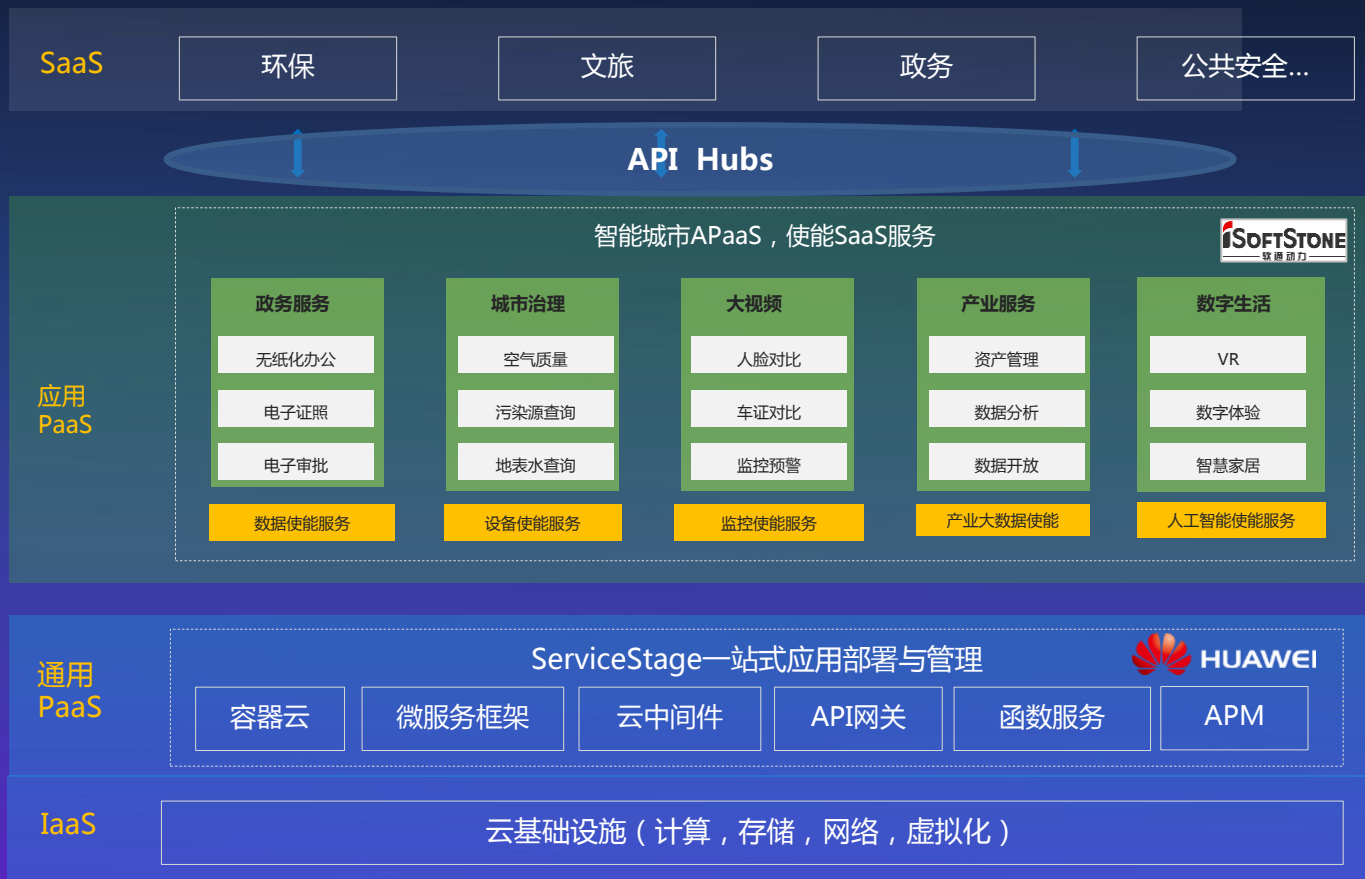 SaaS
环保
文旅
政务
公共安全...
API Hubs
智能城市APaaS，使能SaaS服务
iSOFTSTONE
软通动力
应用
PaaS
政务服务
城市治理
大视频
产业服务
数字生活
无纸化办公
空气质量
人脸对比
资产管理
VR
电子证照
污染源查询
车证对比
数据分析
数字体验
电子审批
地表水查询
监控预警
数据开放
智慧家居
数据使能服务
设备使能服务
监控使能服务
产业大数据使能
人工智能使能服务
通用
PaaS
ServiceStage一站式应用部署与管理
HUAWEI
容器云
微服务框架
云中间件
API网关
函数服务
APM
IaaS
云基础设施（计算，存储，网络，虚拟化）